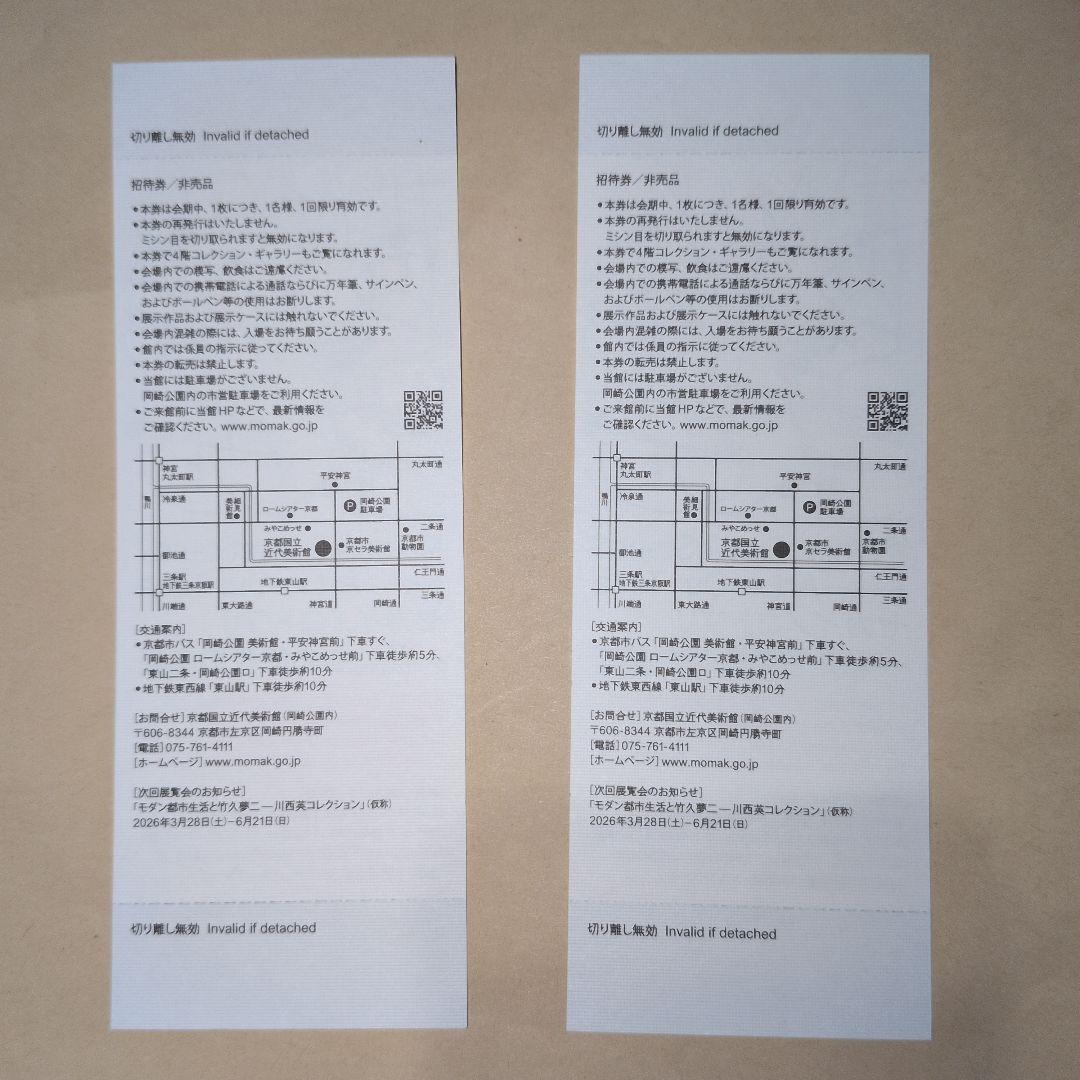 切り離し無効 Invalid if detached
招待券／非売品
●本券は会期中、1枚につき、1名様、1回限り有効です。
●本券の再発行はいたしません。
ミシン目を切り取られますと無効になります。
●本券で4階コレクション・ギャラリーもご覧になれます。
●会場内での模写、飲食はご遠慮ください。
●会場内での携帯電話による通話ならびに万年筆、サインペン、
およびボールペン等の使用はお断りします。
●展示作品および展示ケースには触れないでください。
●会場内混雑の際には、入場をお待ち願うことがあります。
●館内では係員の指示に従ってください。
●本券の転売は禁止します。
●当館には駐車場がございません。
岡崎公園内の市営駐車場をご利用ください。
●ご来館前に当館HPなどで、最新情報を
ご確認ください。www.momak.go.jp
神宮
丸太町駅
平安神宮
丸太町通
鴨川
冷泉通
細見
美術館
ロームシアター京都
P
岡崎公園
駐車場
みやこめっせ
二条通
京都国立
近代美術館
京都市
京セラ美術館
京都市
動物園
御池通
仁王門通
三条駅
地下鉄三条京阪駅
地下鉄東山駅
三条通
川端通
東大路通
神宮道
岡崎通
［交通案内］
●京都市バス「岡崎公園 美術館・平安神宮前」下車すぐ、
「岡崎公園 ロームシアター京都・みやこめっせ前」下車徒歩約5分、
「東山二条・岡崎公園口」下車徒歩約10分
●地下鉄東西線「東山駅」下車徒歩約10分
［お問合せ］京都国立近代美術館（岡崎公園内）
〒606-8344 京都市左京区岡崎円勝寺町
［電話］075-761-4111
［ホームページ］www.momak.go.jp
［次回展覧会のお知らせ］
「モダン都市生活と竹久夢二 — 川西英コレクション」（仮称）
2026年3月28日（土）–6月21日（日）
切り離し無効 Invalid if detached
切り離し無効 Invalid if detached
招待券／非売品
●本券は会期中、1枚につき、1名様、1回限り有効です。
●本券の再発行はいたしません。
ミシン目を切り取られますと無効になります。
●本券で4階コレクション・ギャラリーもご覧になれます。
●会場内での模写、飲食はご遠慮ください。
●会場内での携帯電話による通話ならびに万年筆、サインペン、
およびボールペン等の使用はお断りします。
●展示作品および展示ケースには触れないでください。
●会場内混雑の際には、入場をお待ち願うことがあります。
●館内では係員の指示に従ってください。
●本券の転売は禁止します。
●当館には駐車場がございません。
岡崎公園内の市営駐車場をご利用ください。
●ご来館前に当館HPなどで、最新情報を
ご確認ください。www.momak.go.jp
神宮
丸太町駅
平安神宮
丸太町通
鴨川
冷泉通
細見
美術館
ロームシアター京都
P
岡崎公園
駐車場
みやこめっせ
二条通
京都国立
近代美術館
京都市
京セラ美術館
京都市
動物園
御池通
仁王門通
三条駅
地下鉄三条京阪駅
地下鉄東山駅
三条通
川端通
東大路通
神宮道
岡崎通
［交通案内］
●京都市バス「岡崎公園 美術館・平安神宮前」下車すぐ、
「岡崎公園 ロームシアター京都・みやこめっせ前」下車徒歩約5分、
「東山二条・岡崎公園口」下車徒歩約10分
●地下鉄東西線「東山駅」下車徒歩約10分
［お問合せ］京都国立近代美術館（岡崎公園内）
〒606-8344 京都市左京区岡崎円勝寺町
［電話］075-761-4111
［ホームページ］www.momak.go.jp
［次回展覧会のお知らせ］
「モダン都市生活と竹久夢二 — 川西英コレクション」（仮称）
2026年3月28日（土）–6月21日（日）
切り離し無効 Invalid if detached